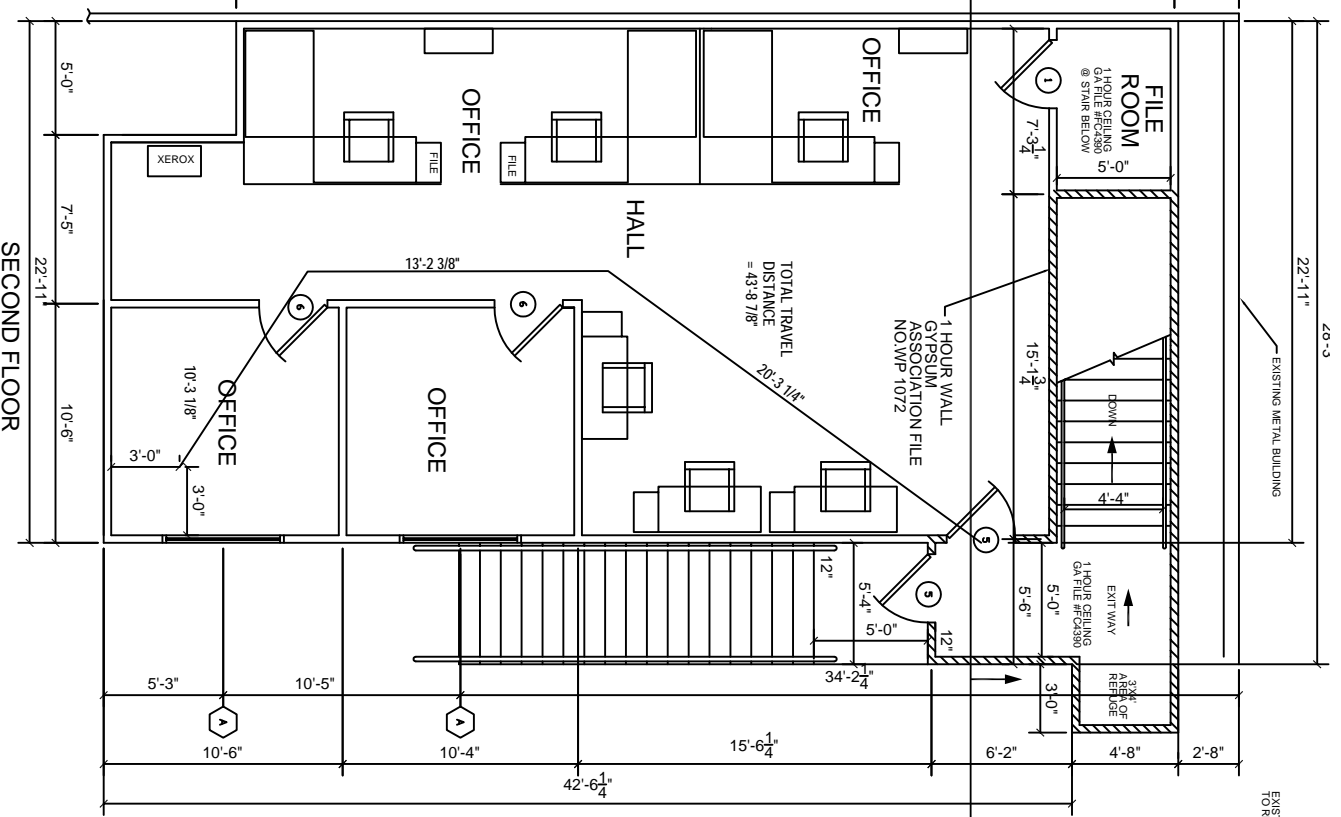 28'-3
22'-11"
EXISTING METAL BUILDING
FILE
ROOM
1 HOUR CEILING
GA FILE #FC4390
@ STAIR BELOW
5'-0"
1
7'-3 1/4"
15'-1 3/4"
OFFICE
OFFICE
FILE
FILE
XEROX
HALL
TOTAL TRAVEL
DISTANCE
= 43'-8 7/8"
1 HOUR WALL
GYPSUM
ASSOCIATION FILE
NO.WP 1072
DOWN
4'-4"
13'-2 3/8"
20'-3 1/4"
10'-3 1/8"
6
6
OFFICE
OFFICE
3'-0"
3'-0"
5
5
12"
12"
5'-4"
5'-0"
5'-6"
5'-0"
1 HOUR CEILING
GA FILE #FC4390
EXIT WAY
3'X4'
AREA OF
REFUGE
3'-0"
5'-0"
7'-5"
10'-6"
22'-11"
SECOND FLOOR
5'-3"
10'-5"
34'-2 1/4"
A
A
10'-6"
10'-4"
15'-6 1/4"
6'-2"
4'-8"
2'-8"
42'-6 1/4"
EXIS
TO R